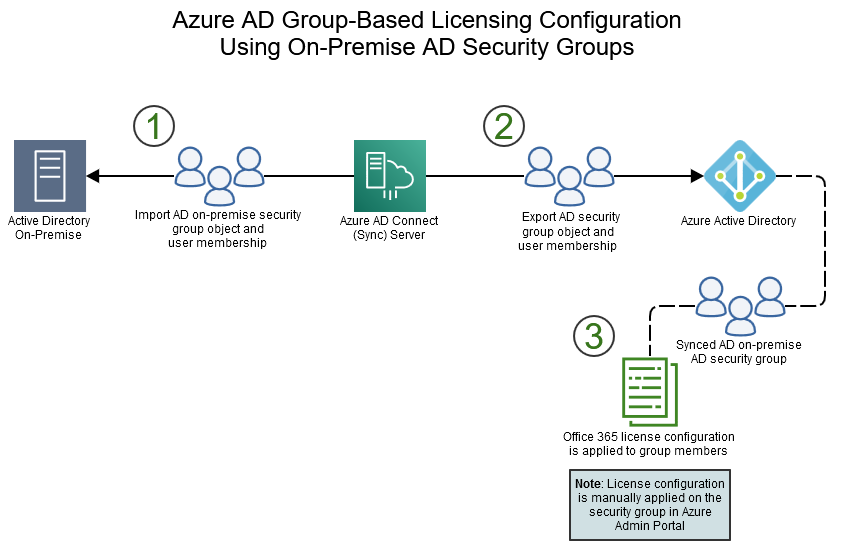 Azure AD Group-Based Licensing Configuration
Using On-Premise AD Security Groups
1
2
Active Directory
On-Premise
Import AD on-premise security
group object and
user membership
Azure AD Connect
(Sync) Server
Export AD security
group object and
user membership
Azure Active Directory
3
Synced AD on-premise
AD security group
Office 365 license configuration
is applied to group members
Note: License configuration
is manually applied on the
security group in Azure
Admin Portal